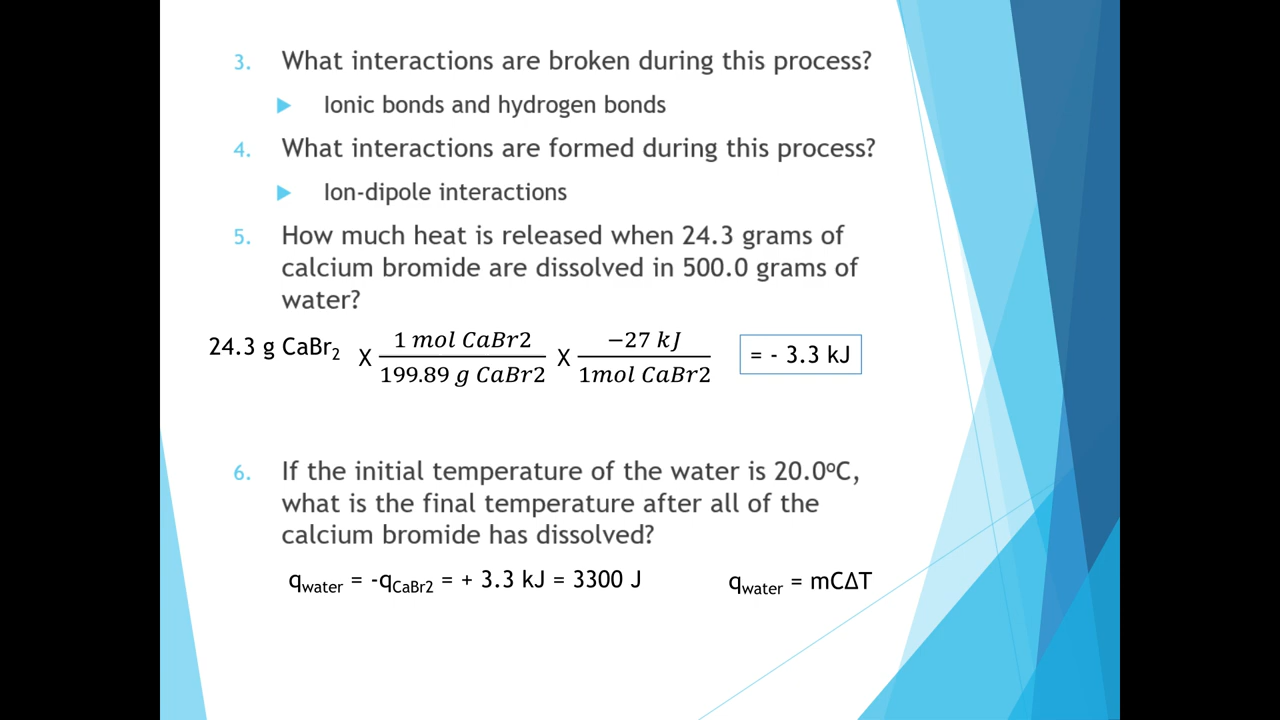 3. What interactions are broken during this process?
▶ Ionic bonds and hydrogen bonds
4. What interactions are formed during this process?
▶ Ion-dipole interactions
5. How much heat is released when 24.3 grams of
calcium bromide are dissolved in 500.0 grams of
water?
24.3 g CaBr₂ X (1 mol CaBr2)/(199.89 g CaBr2) X (−27 kJ)/(1mol CaBr2) = - 3.3 kJ
6. If the initial temperature of the water is 20.0ºC,
what is the final temperature after all of the
calcium bromide has dissolved?
qwater = -qCaBr2 = + 3.3 kJ = 3300 J qwater = mCΔT